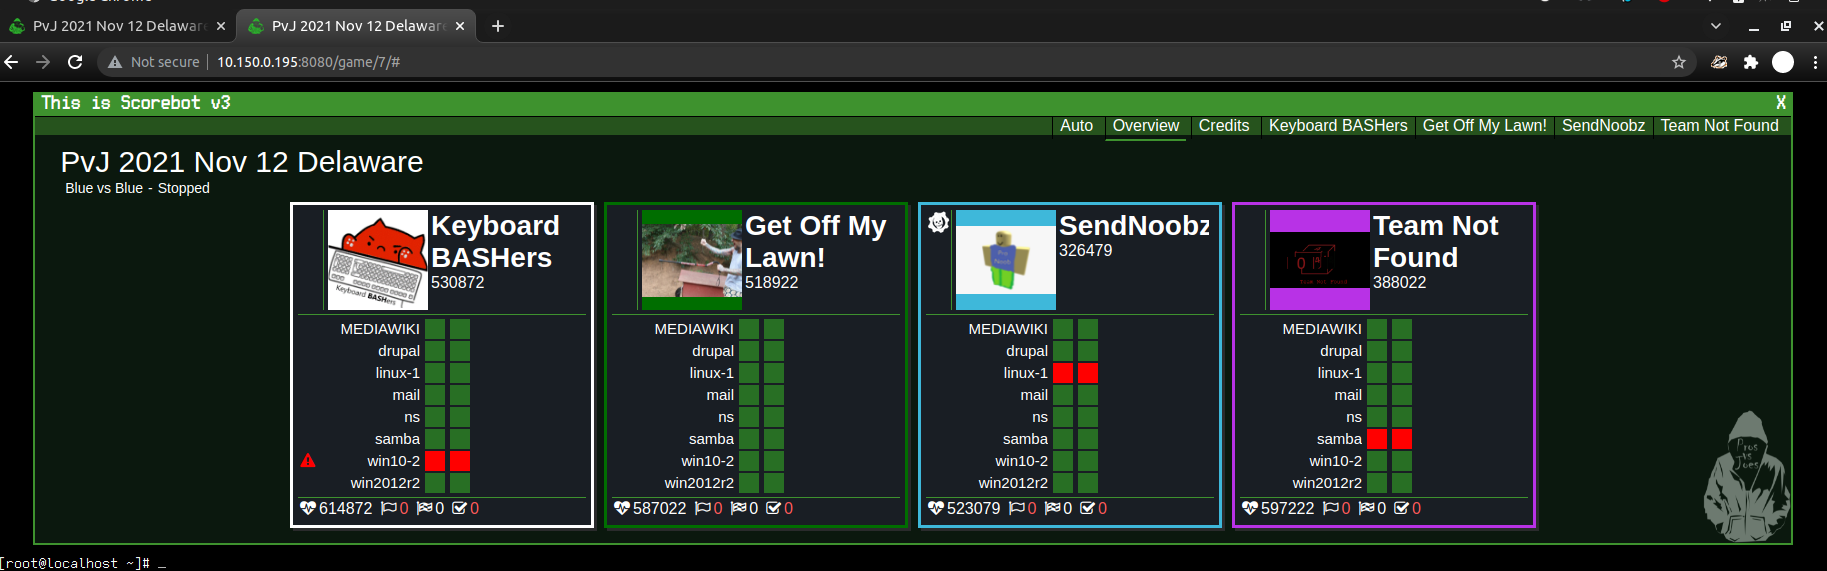 PvJ 2021 Nov 12 Delaware
PvJ 2021 Nov 12 Delaware
Not secure 10.150.0.195:8080/game/7/#
This is Scorebot v3 X
Auto Overview Credits Keyboard BASHers Get Off My Lawn! SendNoobz Team Not Found
PvJ 2021 Nov 12 Delaware
Blue vs Blue - Stopped
Keyboard BASHers
Keyboard
BASHers
530872
MEDIAWIKI
drupal
linux-1
mail
ns
samba
win10-2
win2012r2
614872 0 0 0
Get Off My
Lawn!
518922
MEDIAWIKI
drupal
linux-1
mail
ns
samba
win10-2
win2012r2
587022 0 0 0
SendNoobz
326479
MEDIAWIKI
drupal
linux-1
mail
ns
samba
win10-2
win2012r2
523079 0 0 0
Team Not
Found
388022
MEDIAWIKI
drupal
linux-1
mail
ns
samba
win10-2
win2012r2
597222 0 0 0
Pros
vs
Joes
[root@localhost ~]# _